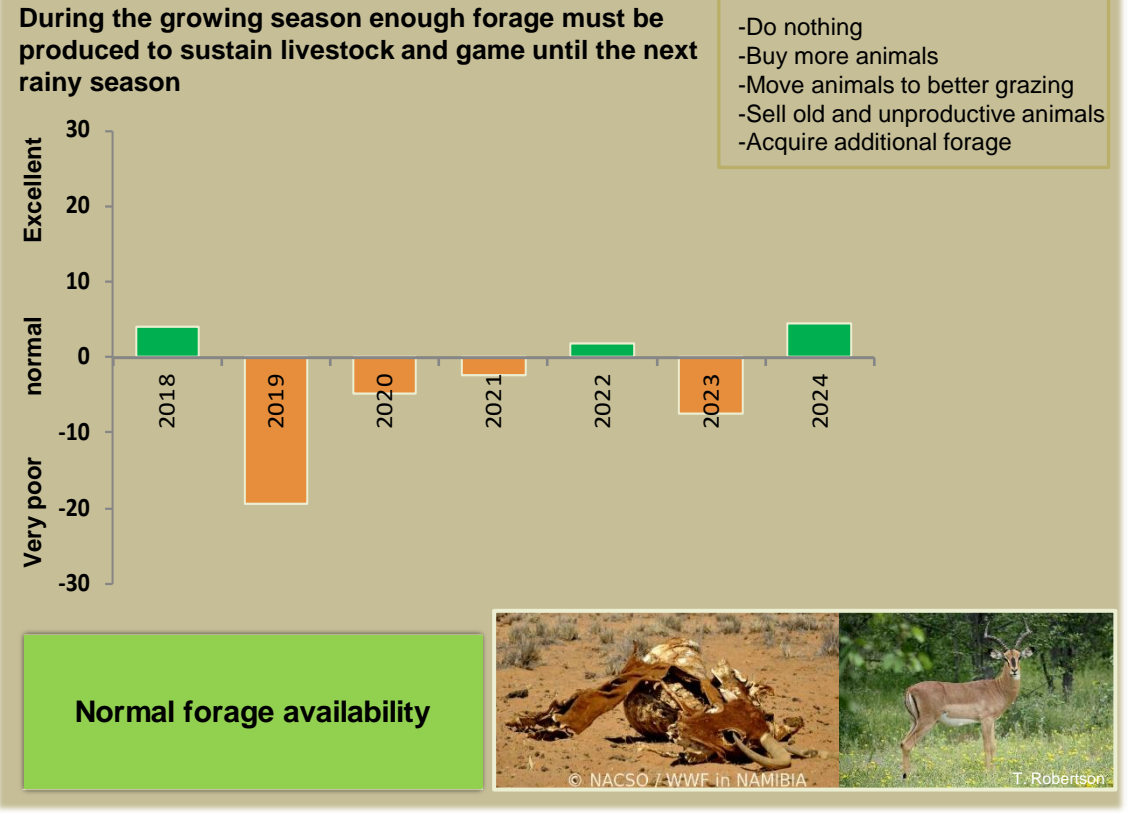 During the growing season enough forage must be
produced to sustain livestock and game until the next
rainy season
-Do nothing
-Buy more animals
-Move animals to better grazing
-Sell old and unproductive animals
-Acquire additional forage
Excellent
normal
Very poor
30
20
10
0
-10
-20
-30
2018
2019
2020
2021
2022
2023
2024
Normal forage availability
© NACSO / WWF in NAMIBIA
T. Robertson